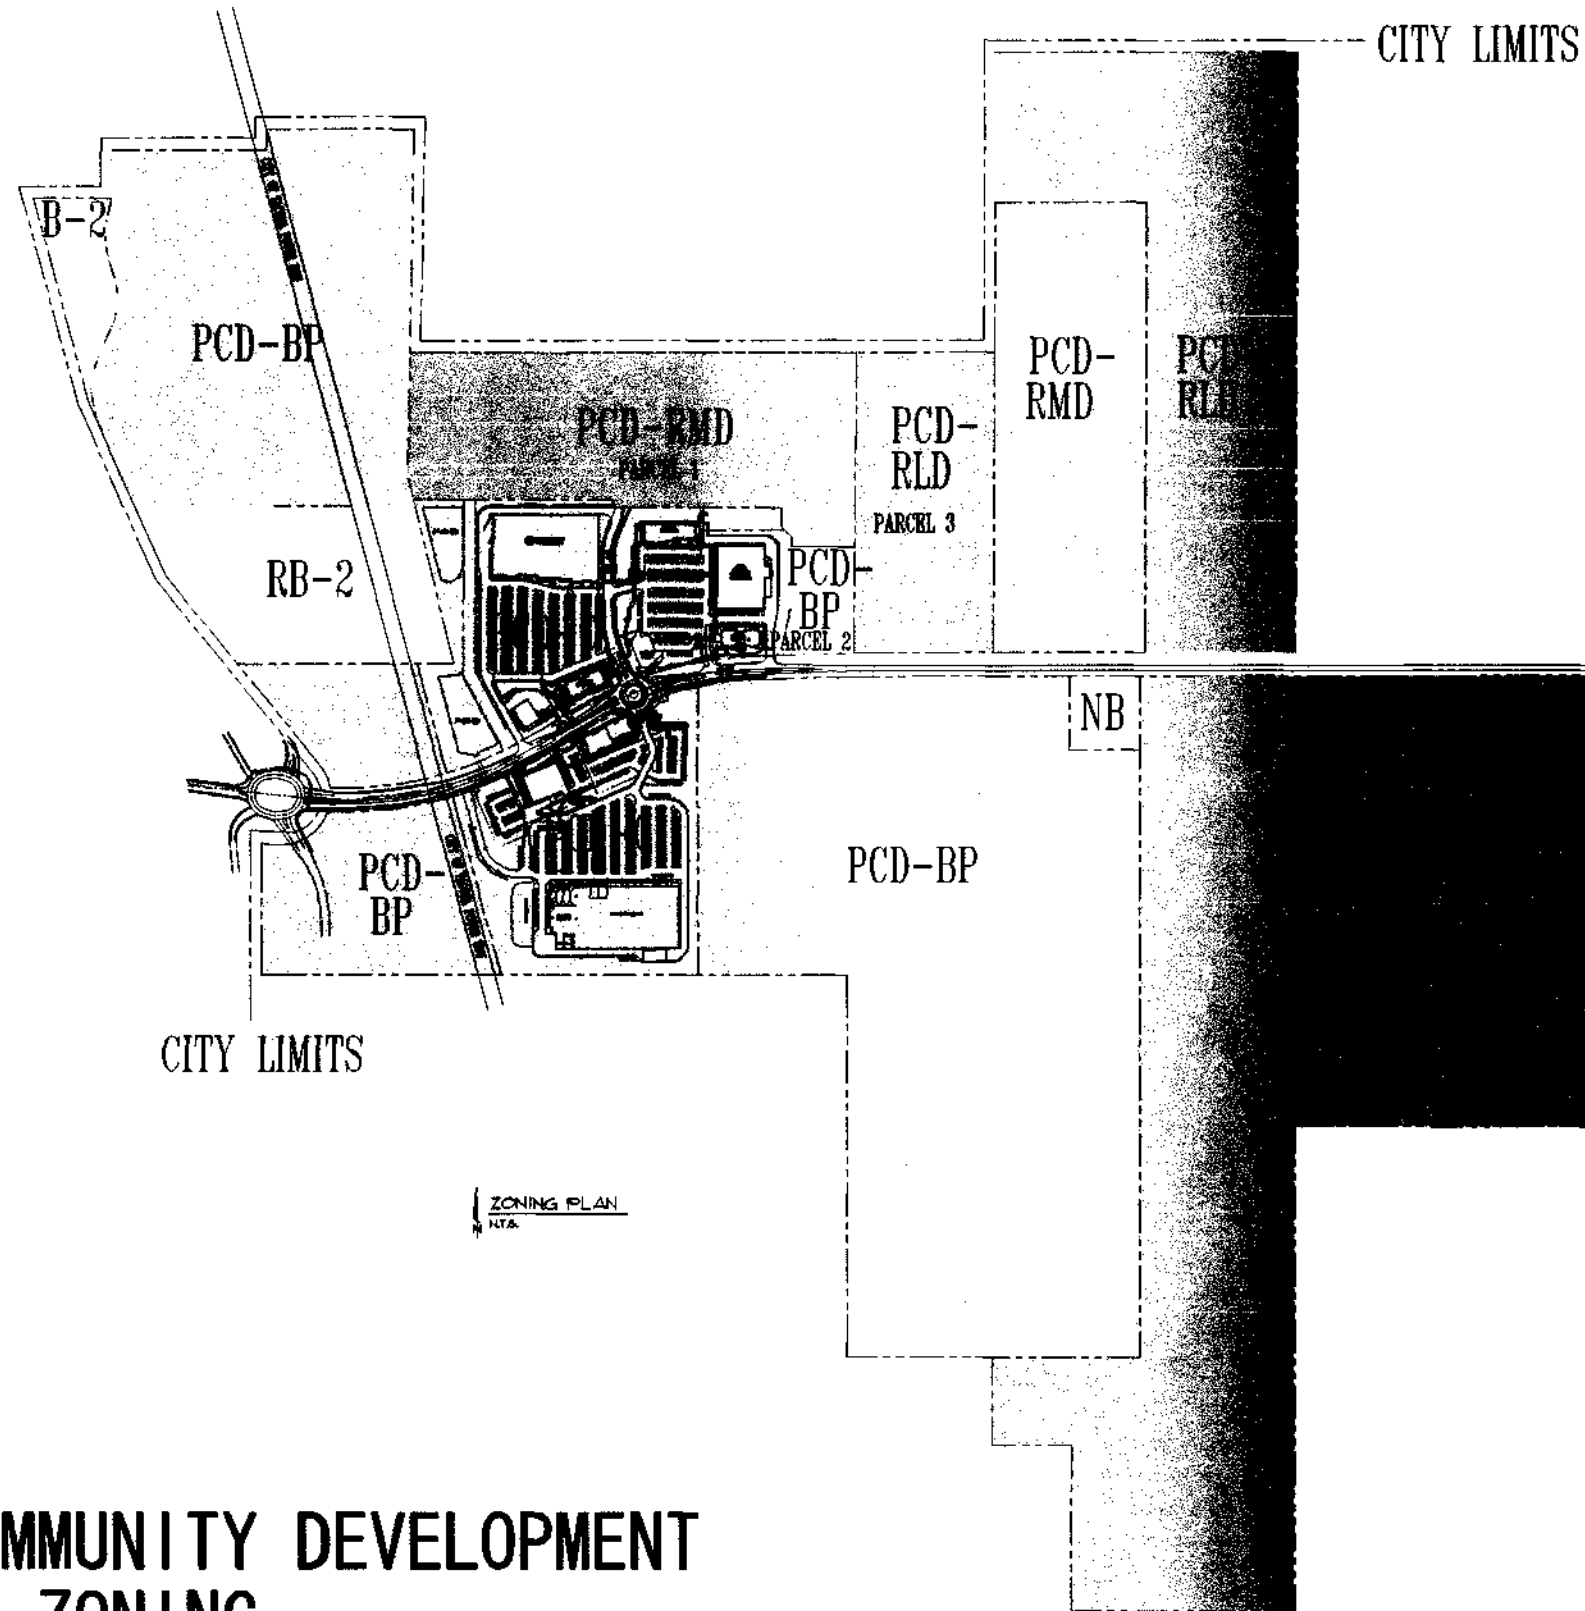 CITY LIMITS
B-2
PCD-BP
PCD-
RMD
PCD-RMD
PARCEL 1
PCD-
RLD
PARCEL 3
RB-2
PCD-
BP
PARCEL 2
NB
PCD-BP
PCD-
BP
CITY LIMITS
ZONING PLAN
N.T.S.
N
MMUNITY DEVELOPMENT
ZONING